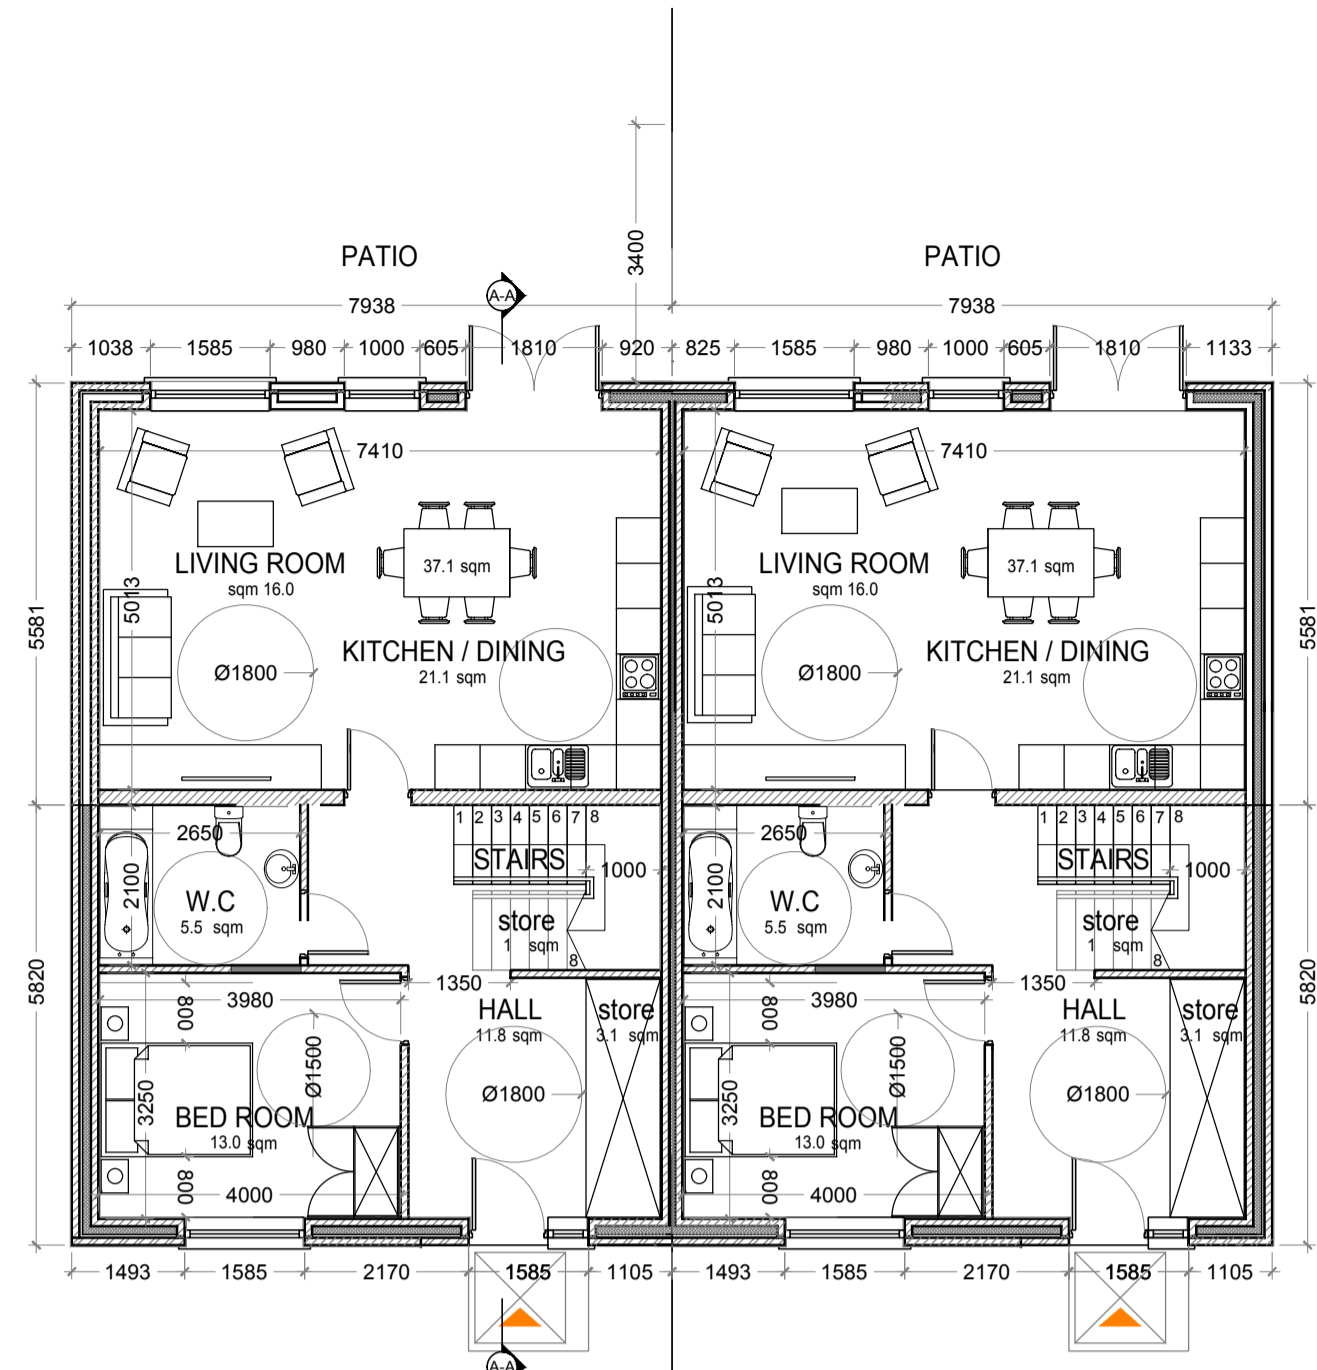 3400
PATIO PATIO
A-A
7938 7938
1038 1585 980 1000 605 1810 920 825 1585 980 1000 605 1810 1133
7410 7410
37.1 sqm 37.1 sqm
LIVING ROOM LIVING ROOM
sqm 16.0 sqm 16.0
5013 5013
5581 5581
KITCHEN / DINING KITCHEN / DINING
21.1 sqm 21.1 sqm
Ø1800 Ø1800
1 2 3 4 5 6 7 8 1 2 3 4 5 6 7 8
2650 2650
STAIRS STAIRS
1000 1000
2100 2100
W.C W.C
5.5 sqm 5.5 sqm
store store
1 sqm 1 sqm
8 8
5820 5820
1350 1350
3980 3980
800 800
HALL store HALL store
11.8 sqm 3.1 sqm 11.8 sqm 3.1 sqm
Ø1500 Ø1500
Ø1800 Ø1800
3250 3250
BED ROOM BED ROOM
13.0 sqm 13.0 sqm
800 800
4000 4000
1493 1585 2170 1585 1105 1493 1585 2170 1585 1105
A-A